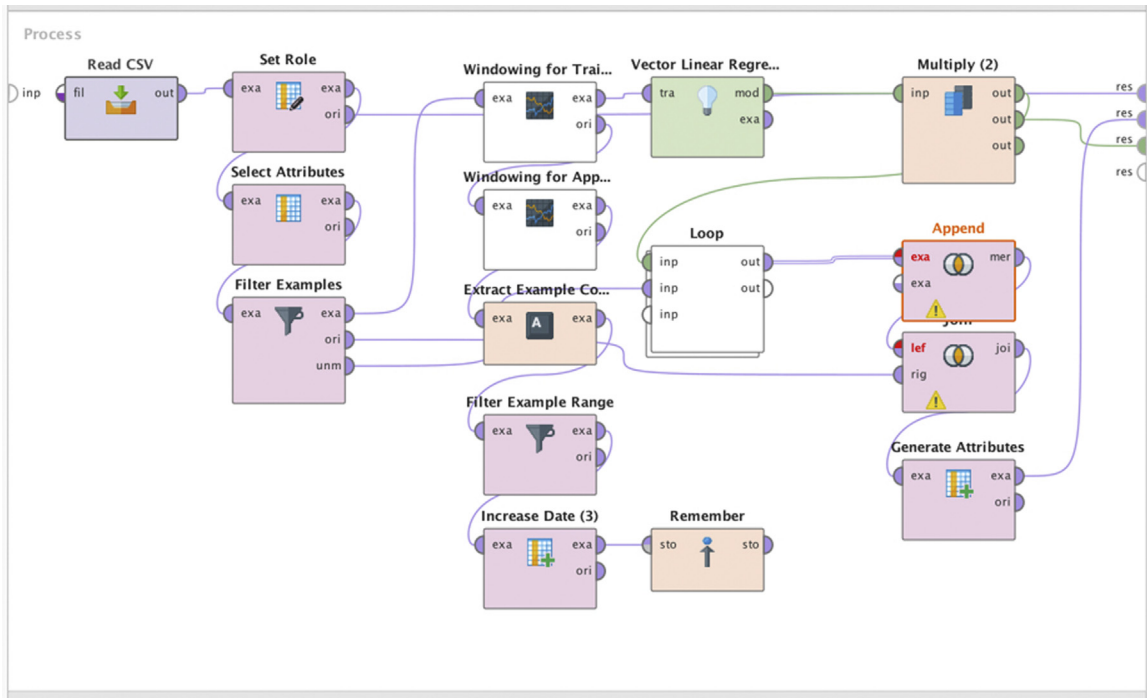 Process
inp
Read CSV
fil
out
Set Role
exa
exa
ori
Select Attributes
exa
exa
ori
Filter Examples
exa
exa
ori
unm
Windowing for Trai...
exa
exa
ori
Windowing for App...
exa
exa
ori
Extract Example Co...
exa
A
exa
Filter Example Range
exa
exa
ori
Increase Date (3)
exa
exa
ori
Vector Linear Regre...
tra
mod
exa
Loop
inp
out
inp
out
inp
Remember
sto
sto
Multiply (2)
inp
out
out
out
Append
exa
mer
exa
Join
lef
joi
rig
Generate Attributes
exa
exa
ori
res
res
res
res